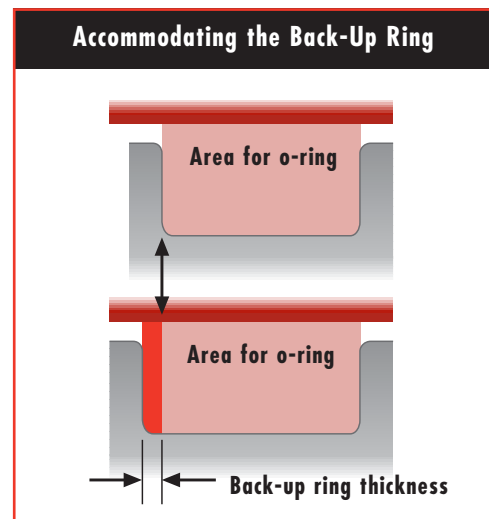 Accommodating the Back-Up Ring
Area for o-ring
Area for o-ring
Back-up ring thickness